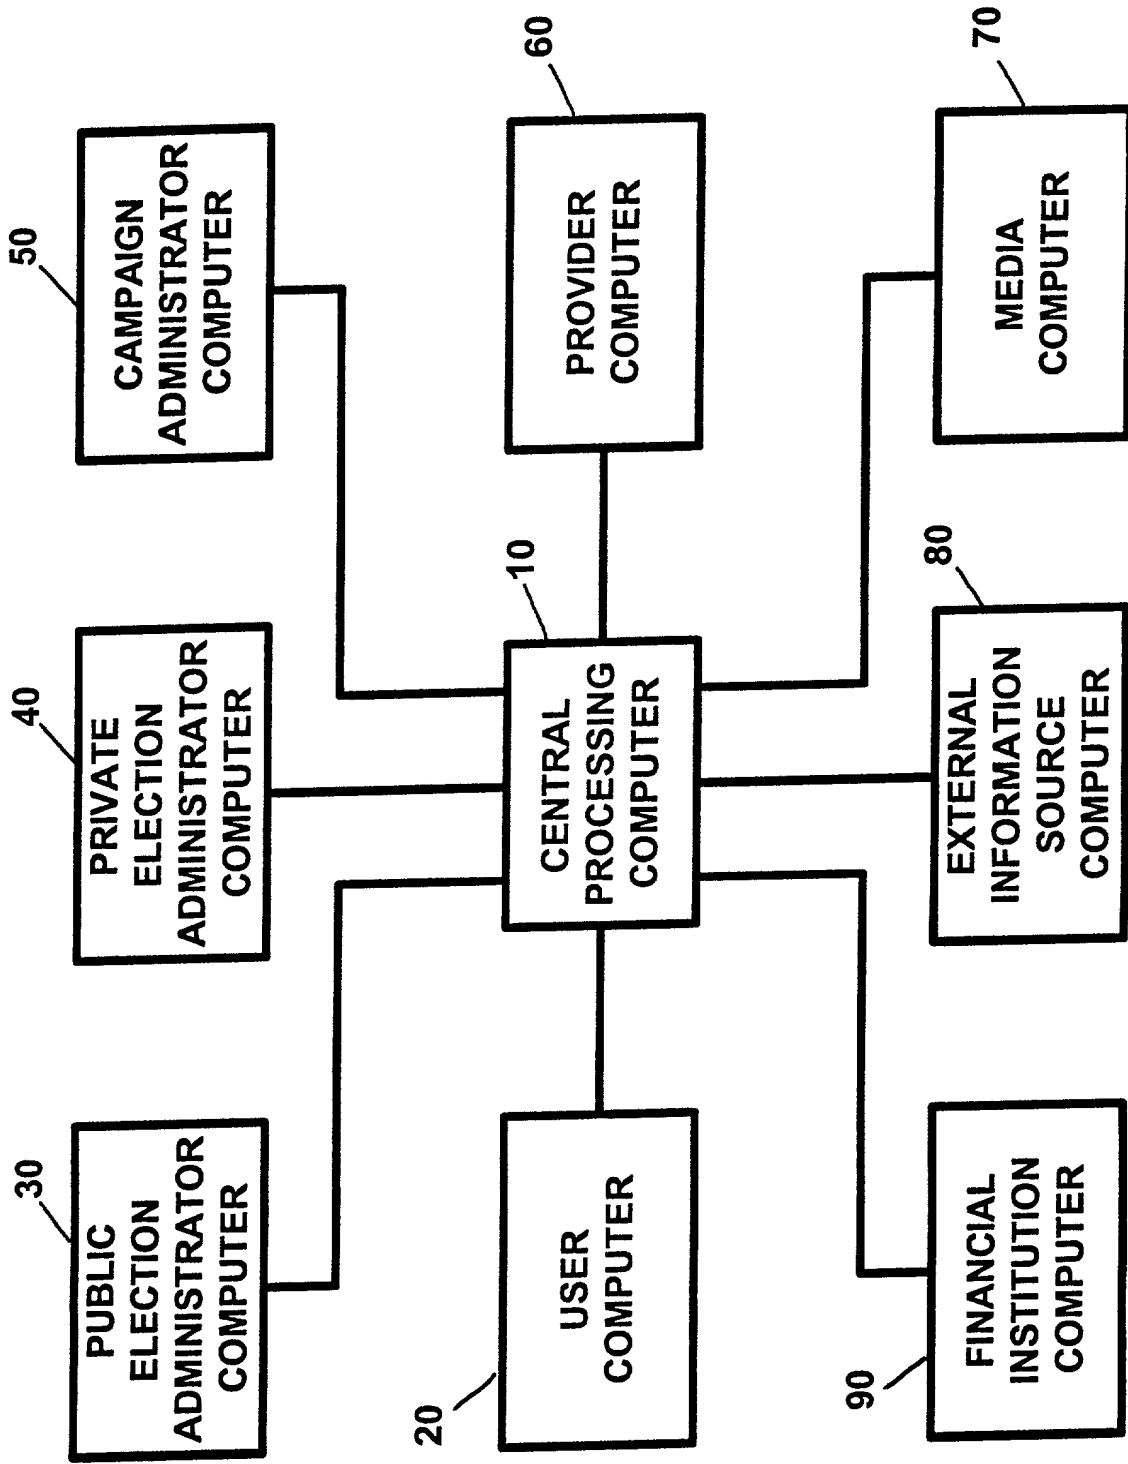 30
PUBLIC
ELECTION
ADMINISTRATOR
COMPUTER
40
PRIVATE
ELECTION
ADMINISTRATOR
COMPUTER
50
CAMPAIGN
ADMINISTRATOR
COMPUTER
20
USER
COMPUTER
10
CENTRAL
PROCESSING
COMPUTER
60
PROVIDER
COMPUTER
90
FINANCIAL
INSTITUTION
COMPUTER
80
EXTERNAL
INFORMATION
SOURCE
COMPUTER
70
MEDIA
COMPUTER